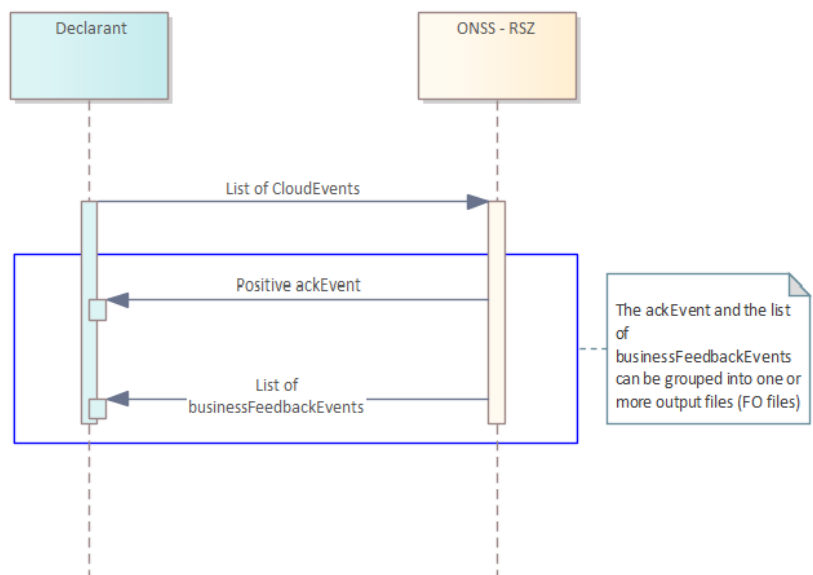 Declarant
ONSS - RSZ
List of CloudEvents
Positive ackEvent
List of
businessFeedbackEvents
The ackEvent and the list
of
businessFeedbackEvents
can be grouped into one or
more output files (FO files)